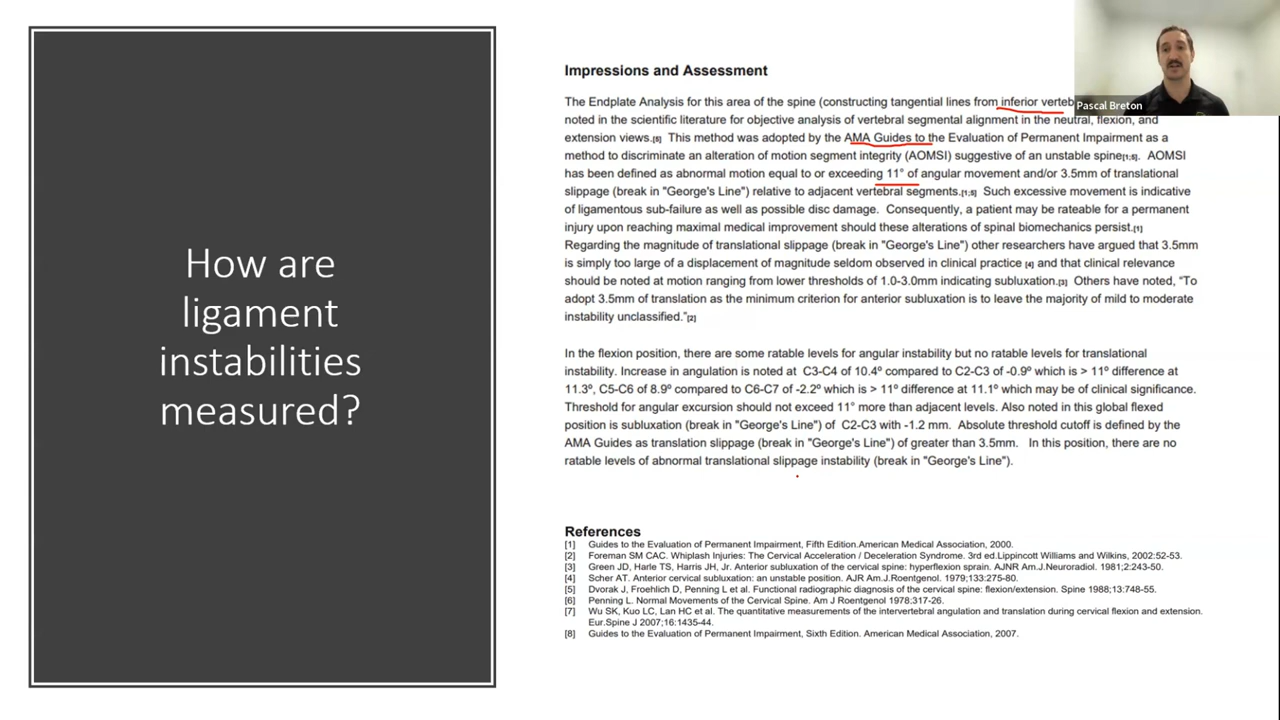 How are
ligament
instabilities
measured?
Impressions and Assessment
The Endplate Analysis for this area of the spine (constructing tangential lines from inferior
noted in the scientific literature for objective analysis of vertebral segmental alignment in the neutral, flexion, and
extension views.[5] This method was adopted by the AMA Guides to the Evaluation of Permanent Impairment as a
method to discriminate an alteration of motion segment integrity (AOMSI) suggestive of an unstable spine[1;5]. AOMSI
has been defined as abnormal motion equal to or exceeding 11° of angular movement and/or 3.5mm of translational
slippage (break in "George's Line") relative to adjacent vertebral segments.[1;5] Such excessive movement is indicative
of ligamentous sub-failure as well as possible disc damage. Consequently, a patient may be rateable for a permanent
injury upon reaching maximal medical improvement should these alterations of spinal biomechanics persist.[1]
Regarding the magnitude of translational slippage (break in "George's Line") other researchers have argued that 3.5mm
is simply too large of a displacement of magnitude seldom observed in clinical practice [4] and that clinical relevance
should be noted at motion ranging from lower thresholds of 1.0-3.0mm indicating subluxation.[3] Others have noted, “To
adopt 3.5mm of translation as the minimum criterion for anterior subluxation is to leave the majority of mild to moderate
instability unclassified.”[2]
In the flexion position, there are some ratable levels for angular instability but no ratable levels for translational
instability. Increase in angulation is noted at C3-C4 of 10.4º compared to C2-C3 of -0.9º which is > 11º difference at
11.3º, C5-C6 of 8.9º compared to C6-C7 of -2.2º which is > 11º difference at 11.1º which may be of clinical significance.
Threshold for angular excursion should not exceed 11° more than adjacent levels. Also noted in this global flexed
position is subluxation (break in "George's Line") of C2-C3 with -1.2 mm. Absolute threshold cutoff is defined by the
AMA Guides as translation slippage (break in "George's Line") of greater than 3.5mm. In this position, there are no
ratable levels of abnormal translational slippage instability (break in "George's Line").
References
[1] Guides to the Evaluation of Permanent Impairment, Fifth Edition.American Medical Association, 2000.
[2] Foreman SM CAC. Whiplash Injuries: The Cervical Acceleration / Deceleration Syndrome. 3rd ed.Lippincott Williams and Wilkins, 2002:52-53.
[3] Green JD, Harle TS, Harris JH, Jr. Anterior subluxation of the cervical spine: hyperflexion sprain. AJNR Am.J.Neuroradiol. 1981;2:243-50.
[4] Scher AT. Anterior cervical subluxation: an unstable position. AJR Am.J.Roentgenol. 1979;133:275-80.
[5] Dvorak J, Froehlich D, Penning L et al. Functional radiographic diagnosis of the cervical spine: flexion/extension. Spine 1988;13:748-55.
[6] Penning L. Normal Movements of the Cervical Spine. Am J Roentgenol 1978:317-26.
[7] Wu SK, Kuo LC, Lan HC et al. The quantitative measurements of the intervertebral angulation and translation during cervical flexion and extension.
Eur.Spine J 2007;16:1435-44.
[8] Guides to the Evaluation of Permanent Impairment, Sixth Edition. American Medical Association, 2007.
Pascal Breton